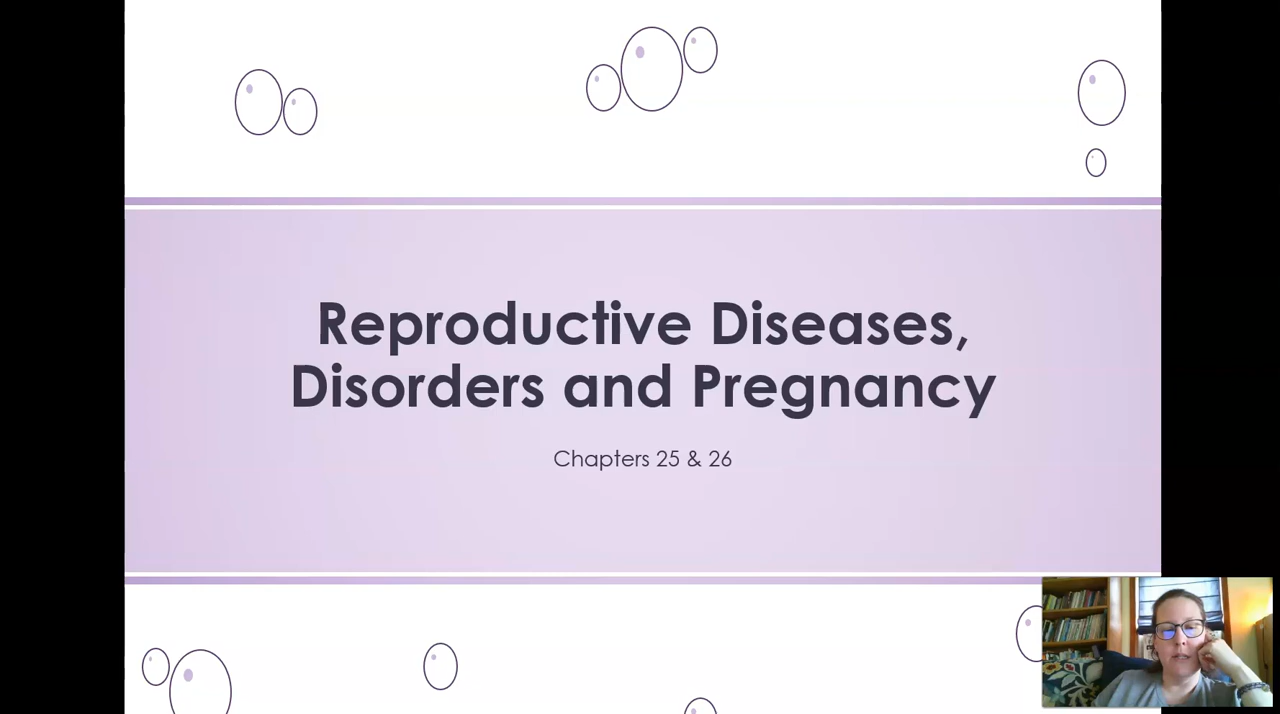 Reproductive Diseases,
Disorders and Pregnancy
Chapters 25 & 26